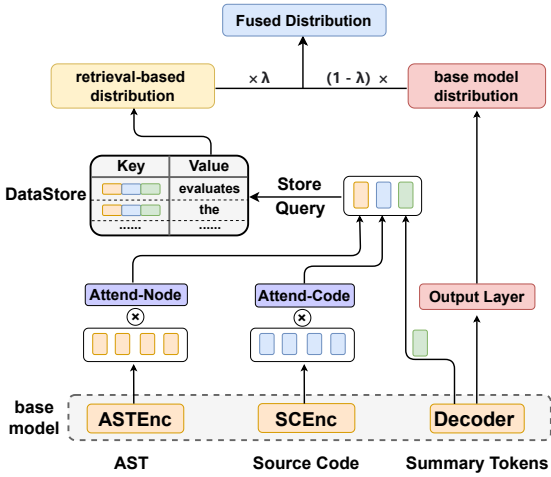 Fused Distribution
retrieval-based
distribution
× λ
(1 - λ) ×
base model
distribution
Key
Value
DataStore
evaluates
the
......
......
Store
Query
Attend-Node
Attend-Code
Output Layer
base
model
ASTEnc
SCEnc
Decoder
AST
Source Code
Summary Tokens